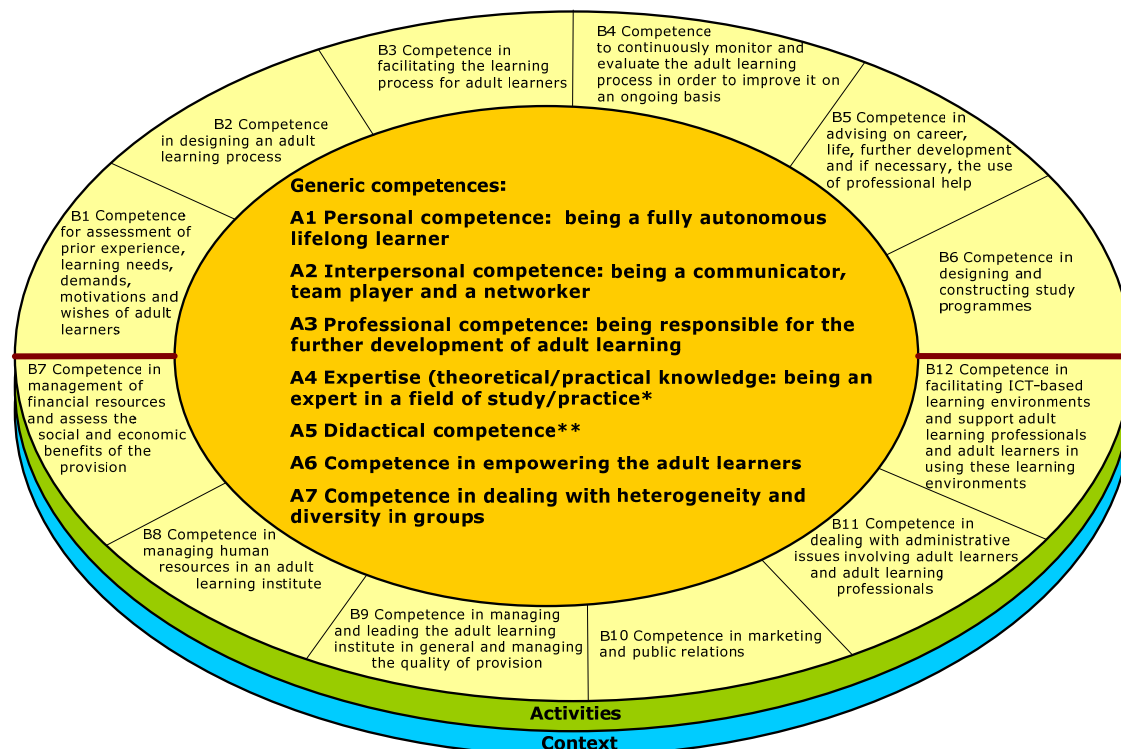 B4 Competence
to continuously monitor and
evaluate the adult learning
process in order to improve it on
an ongoing basis
B3 Competence in
facilitating the learning
process for adult learners
B2 Competence
in designing an adult
learning process
B5 Competence in
advising on career,
life, further development
and if necessary, the use
of professional help
B1 Competence
for assessment of
prior experience,
learning needs,
demands,
motivations and
wishes of adult
learners
B6 Competence in
designing and
constructing study
programmes
Generic competences:
A1 Personal competence:  being a fully autonomous
lifelong learner
A2 Interpersonal competence: being a communicator,
team player and a networker
A3 Professional competence: being responsible for the
further development of adult learning
A4 Expertise (theoretical/practical knowledge: being an
expert in a field of study/practice*
A5 Didactical competence**
A6 Competence in empowering the adult learners
A7 Competence in dealing with heterogeneity and
diversity in groups
B7 Competence in
management of
financial resources
and assess the
social and economic
benefits of the
provision
B12 Competence in
facilitating ICT-based
learning environments
and support adult
learning professionals
and adult learners in
using these learning
environments
B8 Competence in
managing human
resources in an adult
learning institute
B11 Competence in
dealing with administrative
issues involving adult learners
and adult learning
professionals
B9 Competence in managing
and leading the adult learning
institute in general and managing
the quality of provision
B10 Competence in marketing
and public relations
Activities
Context